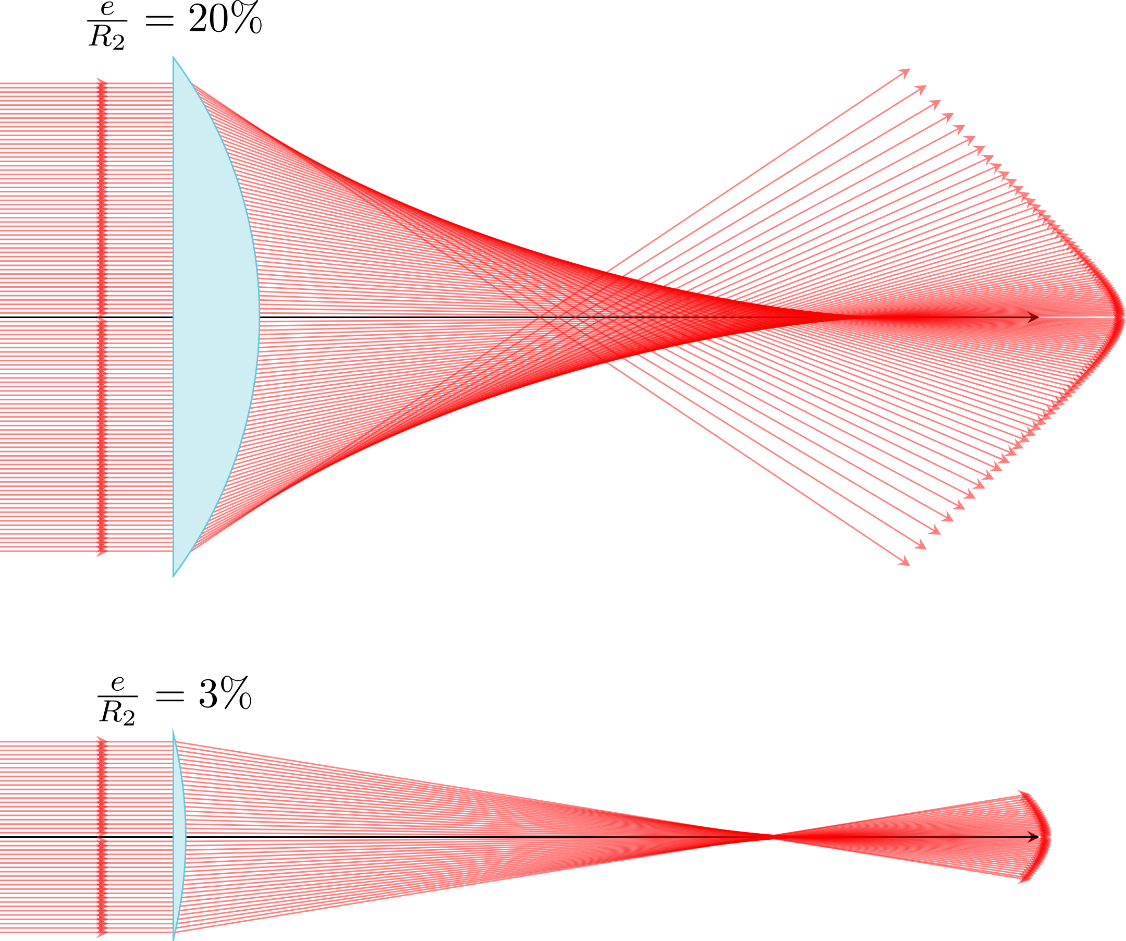 e/R₂ = 20%
e/R₂ = 3%